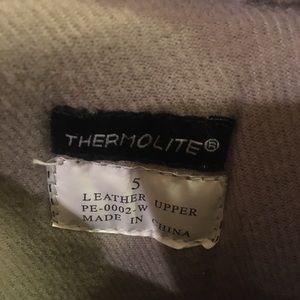 THERMOLITE®
5
LEATHER UPPER
PE-0002-W
MADE IN CHINA